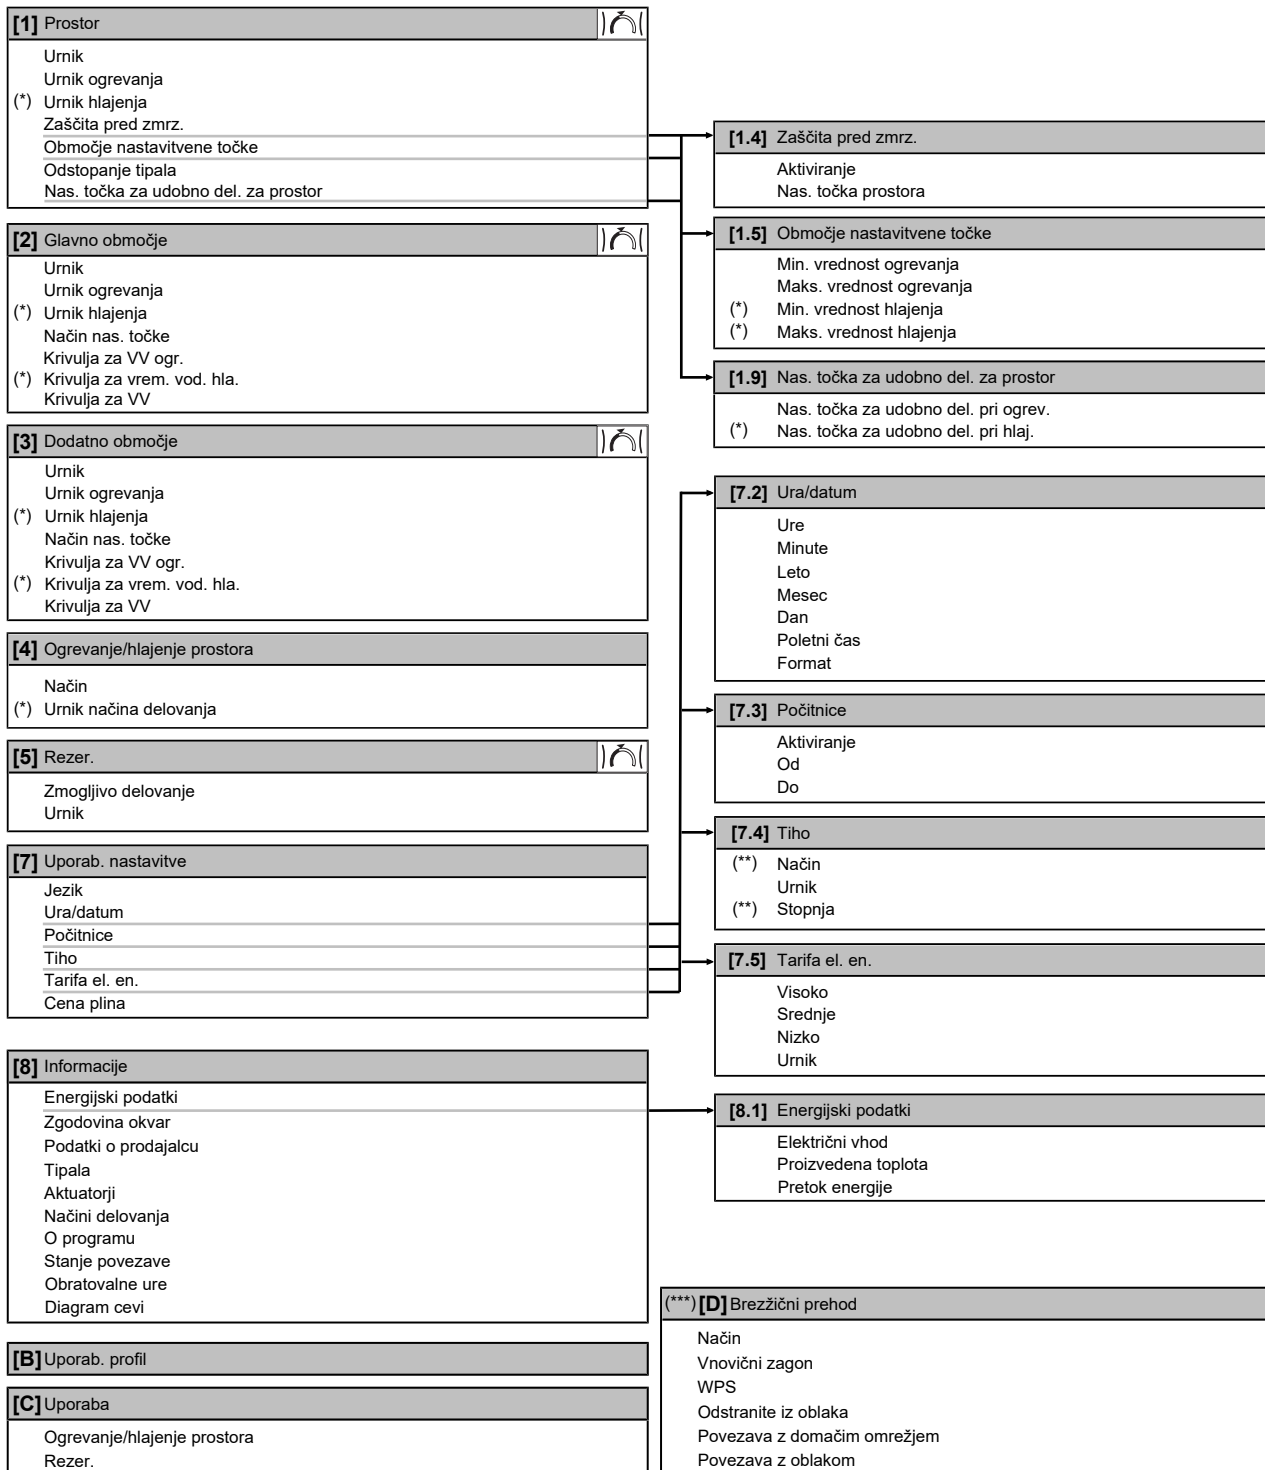 [1] Prostor
Urnik
Urnik ogrevanja
(*) Urnik hlajenja
Zaščita pred zmrz.
Območje nastavitvene točke
Odstopanje tipala
Nas. točka za udobno del. za prostor
[2] Glavno območje
Urnik
Urnik ogrevanja
(*) Urnik hlajenja
Način nas. točke
Krivulja za VV ogr.
(*) Krivulja za vrem. vod. hla.
Krivulja za VV
[3] Dodatno območje
Urnik
Urnik ogrevanja
(*) Urnik hlajenja
Način nas. točke
Krivulja za VV ogr.
(*) Krivulja za vrem. vod. hla.
Krivulja za VV
[4] Ogrevanje/hlajenje prostora
Način
(*) Urnik načina delovanja
[5] Rezer.
Zmogljivo delovanje
Urnik
[7] Uporab. nastavitve
Jezik
Ura/datum
Počitnice
Tiho
Tarifa el. en.
Cena plina
[8] Informacije
Energijski podatki
Zgodovina okvar
Podatki o prodajalcu
Tipala
Aktuatorji
Načini delovanja
O programu
Stanje povezave
Obratovalne ure
Diagram cevi
[B] Uporab. profil
[C] Uporaba
Ogrevanje/hlajenje prostora
Rezer.
[1.4] Zaščita pred zmrz.
Aktiviranje
Nas. točka prostora
[1.5] Območje nastavitvene točke
Min. vrednost ogrevanja
Maks. vrednost ogrevanja
(*) Min. vrednost hlajenja
(*) Maks. vrednost hlajenja
[1.9] Nas. točka za udobno del. za prostor
Nas. točka za udobno del. pri ogrev.
(*) Nas. točka za udobno del. pri hlaj.
[7.2] Ura/datum
Ure
Minute
Leto
Mesec
Dan
Poletni čas
Format
[7.3] Počitnice
Aktiviranje
Od
Do
[7.4] Tiho
(**) Način
Urnik
(**) Stopnja
[7.5] Tarifa el. en.
Visoko
Srednje
Nizko
Urnik
[8.1] Energijski podatki
Električni vhod
Proizvedena toplota
Pretok energije
(***) [D] Brezžični prehod
Način
Vnovični zagon
WPS
Odstranite iz oblaka
Povezava z domačim omrežjem
Povezava z oblakom